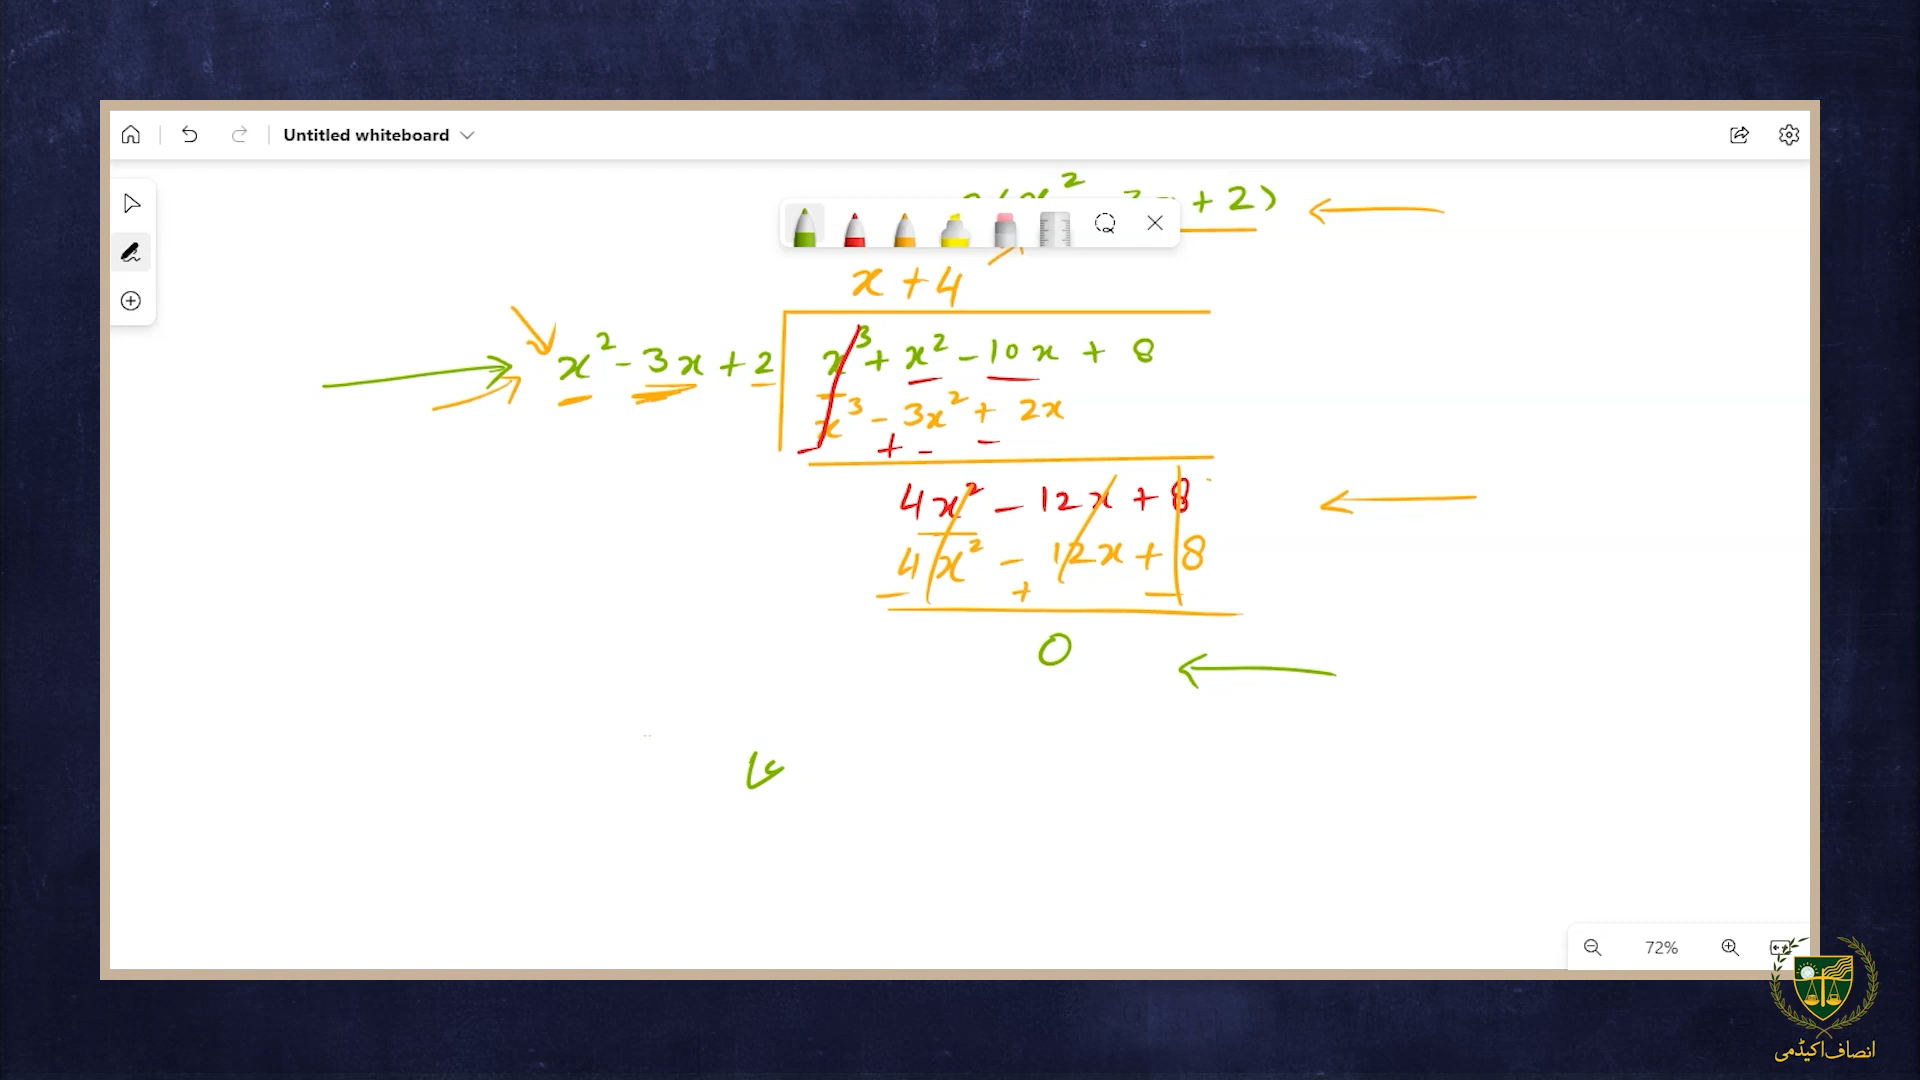 Untitled whiteboard
+ 2)
x + 4
x² - 3x + 2
x³ + x² - 10x + 8
x³ - 3x² + 2x
- + - -
4x² - 12x + 8
4x² - 12x + 8
- + -
0
72%
انصاف اکیڈمی